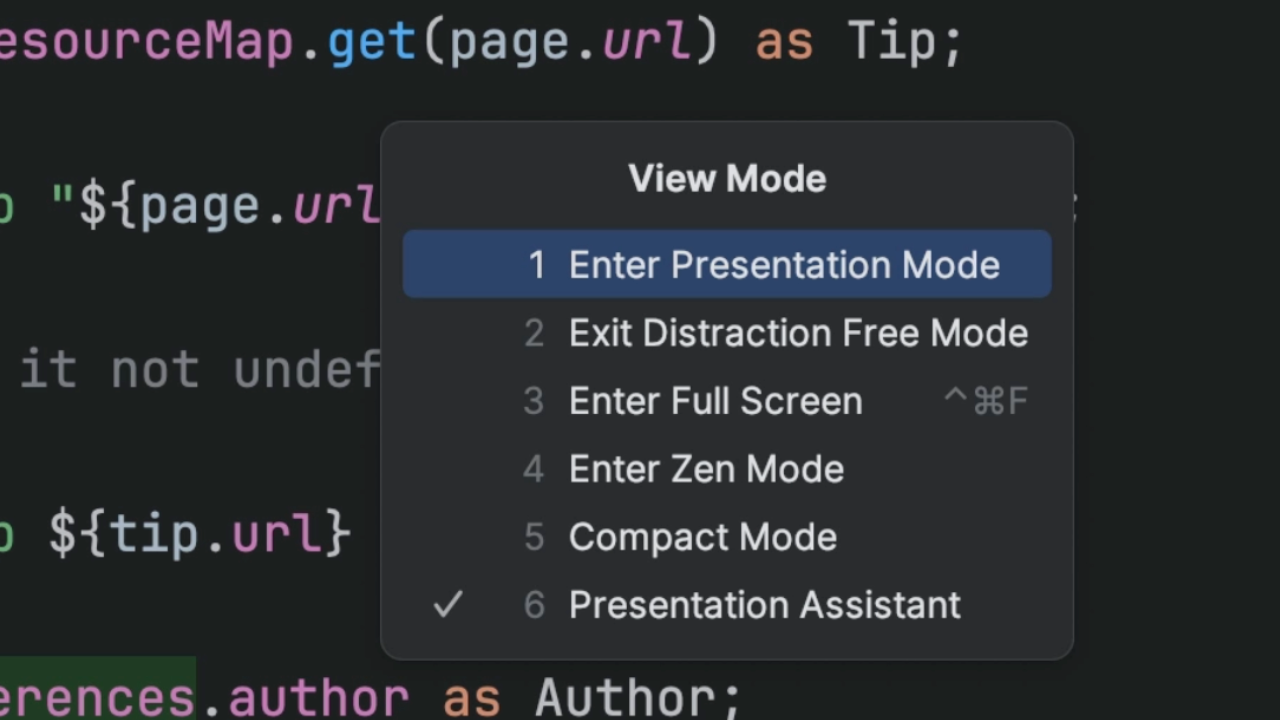 esourceMap.get(page.url) as Tip;
View Mode
"${page.url
1 Enter Presentation Mode
2 Exit Distraction Free Mode
it not undef
3 Enter Full Screen ^⌘F
4 Enter Zen Mode
${tip.url}
5 Compact Mode
✓ 6 Presentation Assistant
erences.author as Author;